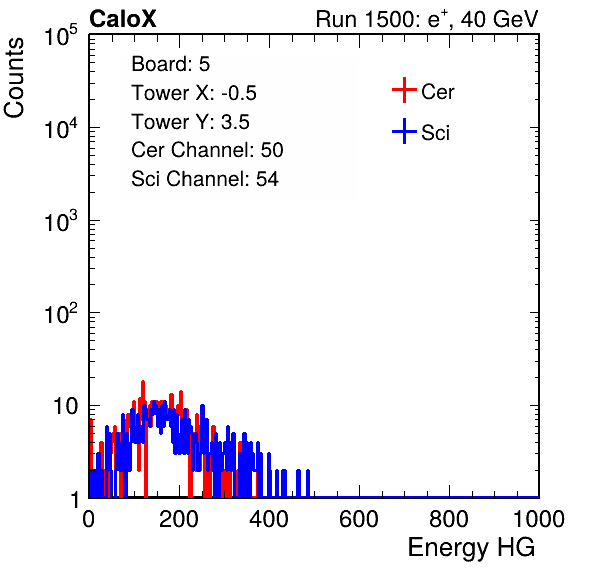 CaloX Run 1500: e⁺, 40 GeV
Counts
10⁵
10⁴
10³
10²
10
1
Board: 5
Tower X: -0.5
Tower Y: 3.5
Cer Channel: 50
Sci Channel: 54
Cer
Sci
0 200 400 600 800 1000
Energy HG